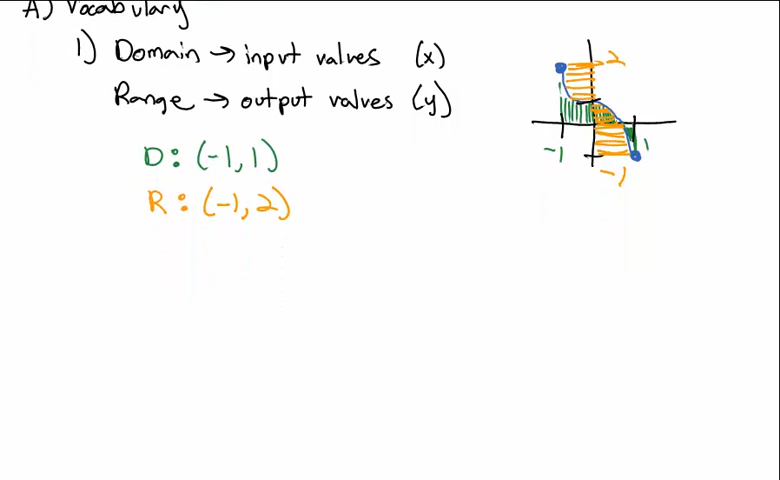 A) Vocabulary
1) Domain → input values (x)
Range → output values (y)
D: (-1, 1)
R: (-1, 2)
2
-1
1
-1